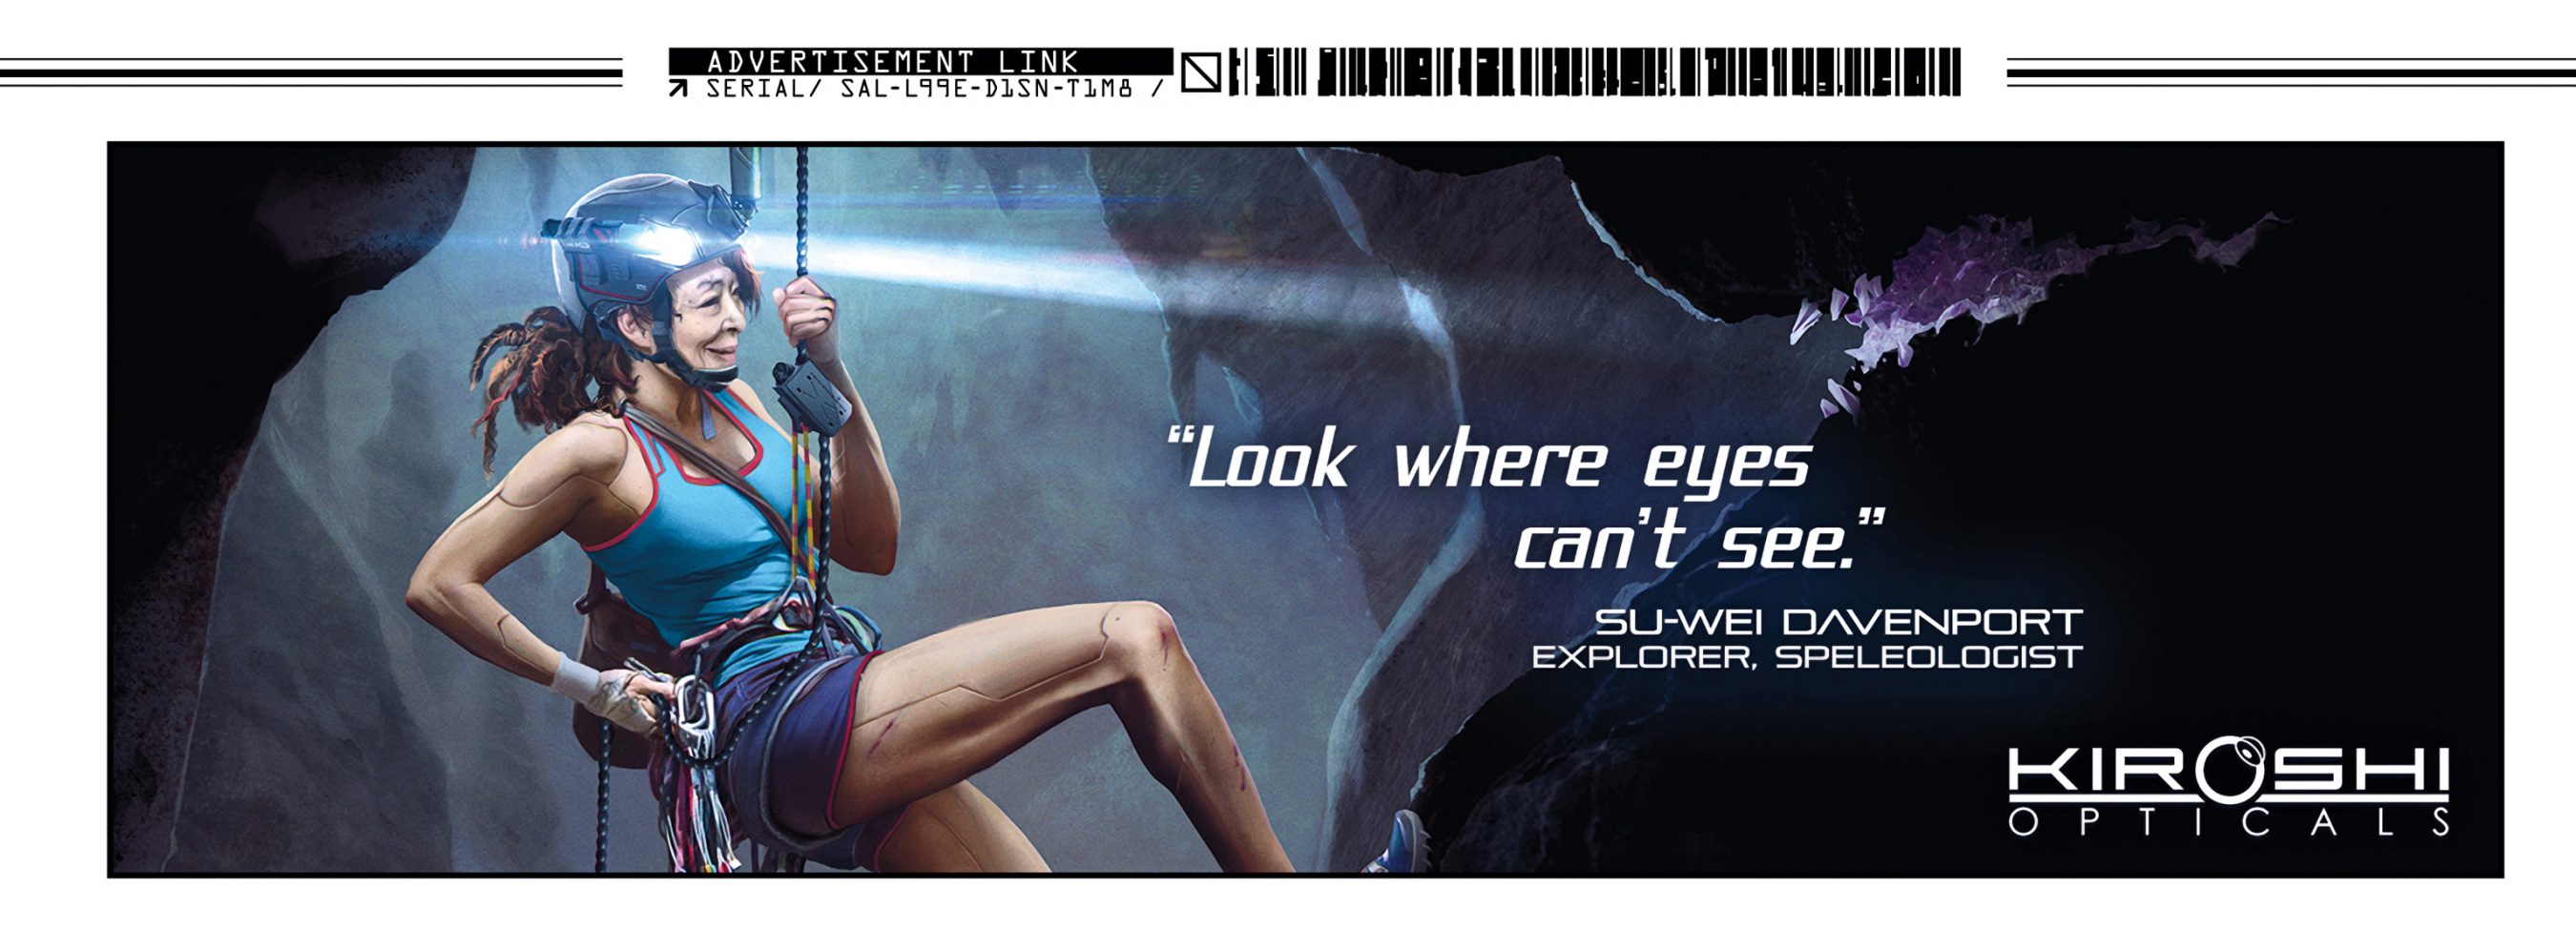 ADVERTISEMENT LINK
SERIAL/ SAL-L99E-D1SN-T1M8 /
“Look where eyes
can’t see.”
SU-WEI DAVENPORT
EXPLORER, SPELEOLOGIST
KIROSHI
OPTICALS